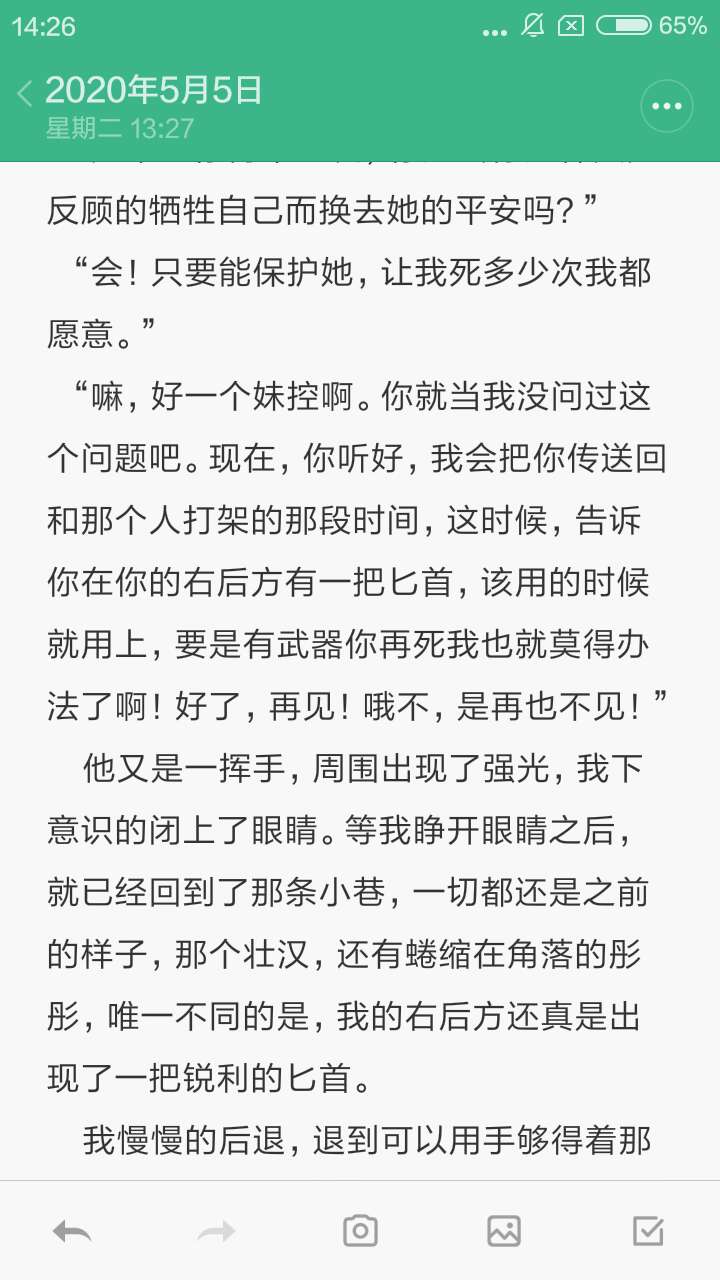 14:26
65%
2020年5月5日
星期二 13:27
反顾的牺牲自己而换去她的平安吗？”
“会！只要能保护她，让我死多少次我都
愿意。”
“嘛，好一个妹控啊。你就当我没问过这
个问题吧。现在，你听好，我会把你传送回
和那个人打架的那段时间，这时候，告诉
你在你的右后方有一把匕首，该用的时候
就用上，要是有武器你再死我也就莫得办
法了啊！好了，再见！哦不，是再也不见！”
他又是一挥手，周围出现了强光，我下
意识的闭上了眼睛。等我睁开眼睛之后，
就已经回到了那条小巷，一切都还是之前
的样子，那个壮汉，还有蜷缩在角落的彤
彤，唯一不同的是，我的右后方还真是出
现了一把锐利的匕首。
我慢慢的后退，退到可以用手够得着那